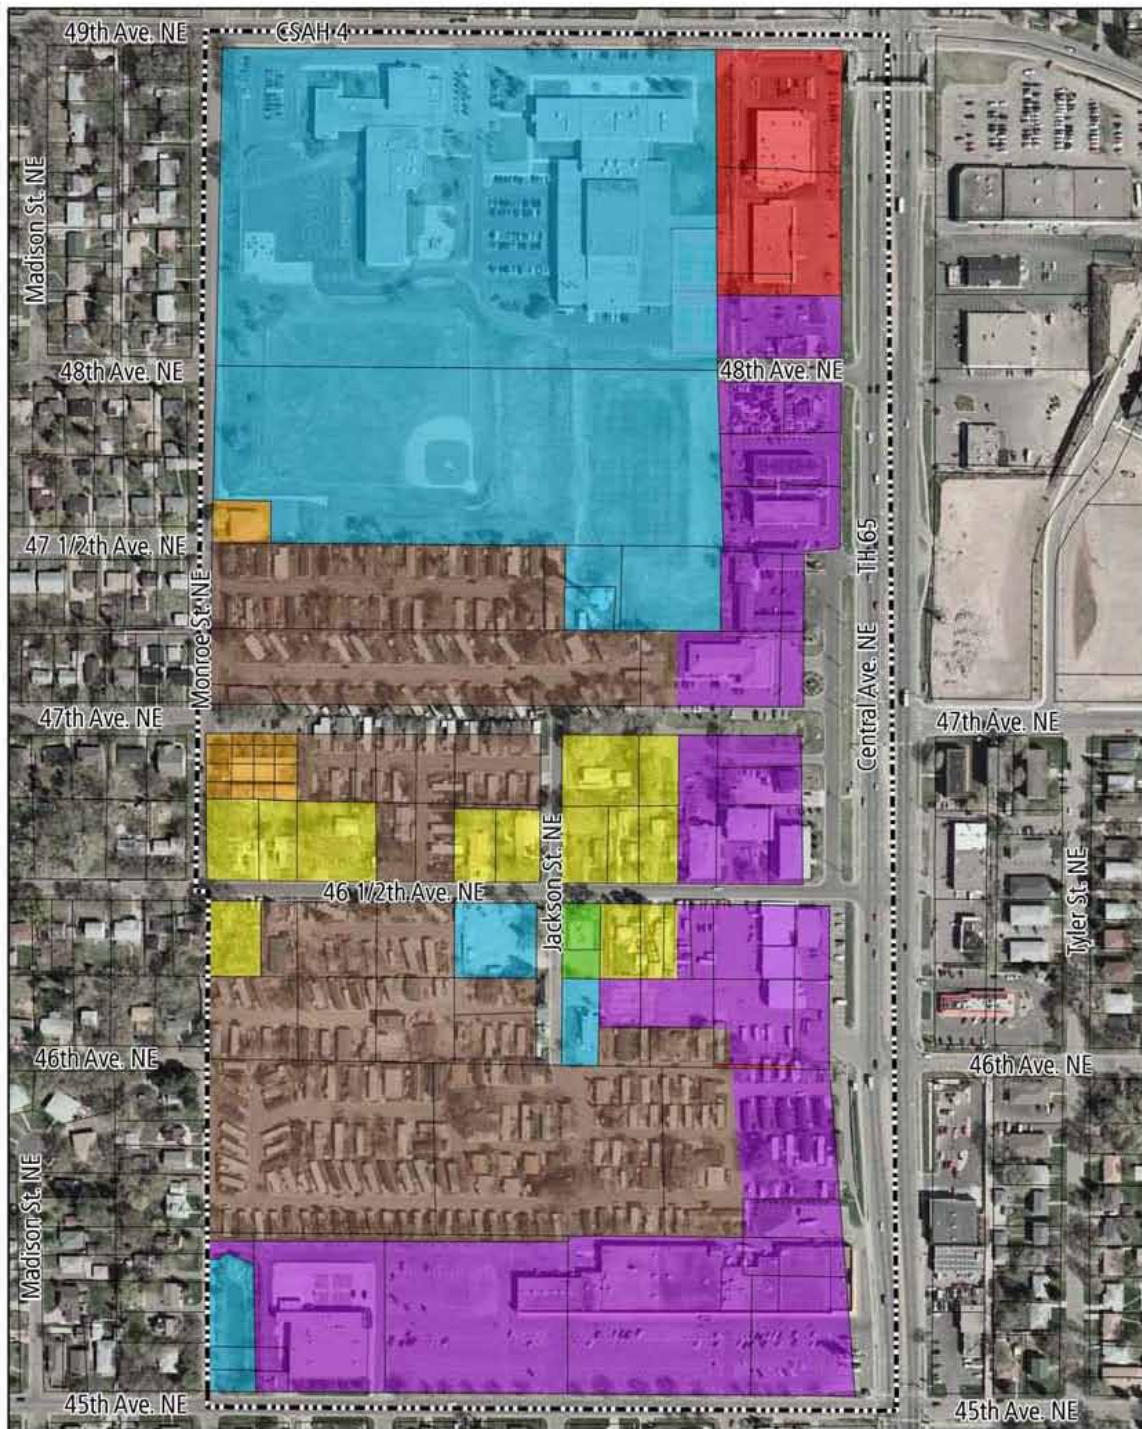 49th Ave. NE
CSAH 4
Madison St. NE
48th Ave. NE
48th Ave. NE
47 1/2th Ave. NE
TH 65
Monroe St. NE
Central Ave. NE
47th Ave. NE
47th Ave. NE
Jackson St. NE
46 1/2th Ave. NE
Tyler St. NE
46th Ave. NE
46th Ave. NE
Madison St. NE
45th Ave. NE
45th Ave. NE